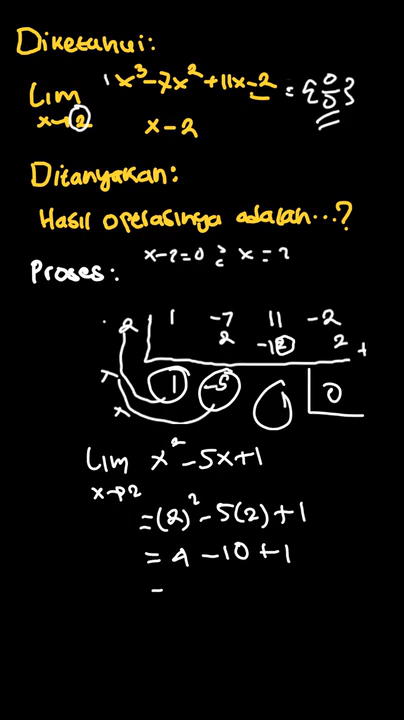 Diketahui:
Lim x→2 1x³-7x²+11x-2 = {0/0}
x-2
Ditanyakan:
Hasil operasinya adalah...?
Proses: x-2=0 ; x=2
2 | 1 -7 11 -2
2 -10 2 +
x 1 -5 1 0
x
Lim x→2 x²-5x+1
=(2)²-5(2)+1
=4-10+1
=